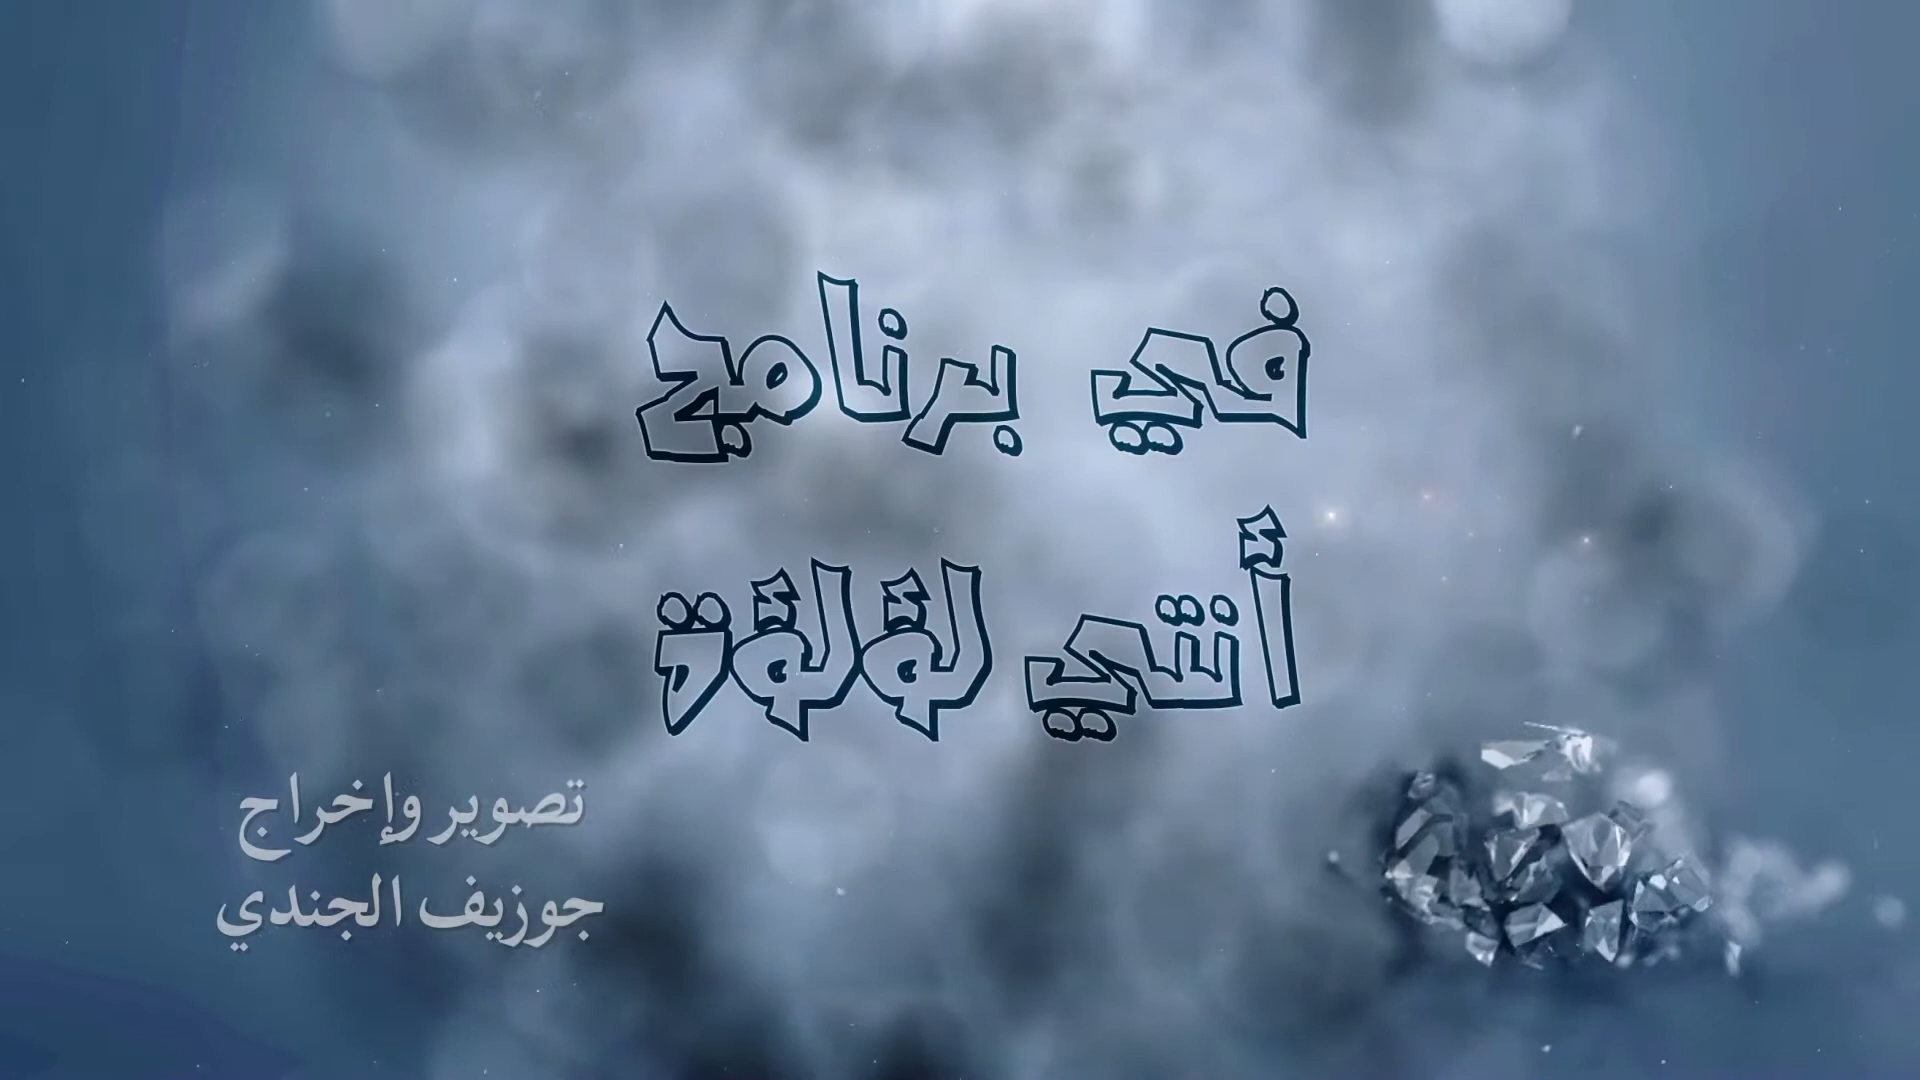 في برنامج
أنتي لؤلؤة
تصوير وإخراج
جوزيف الجندي